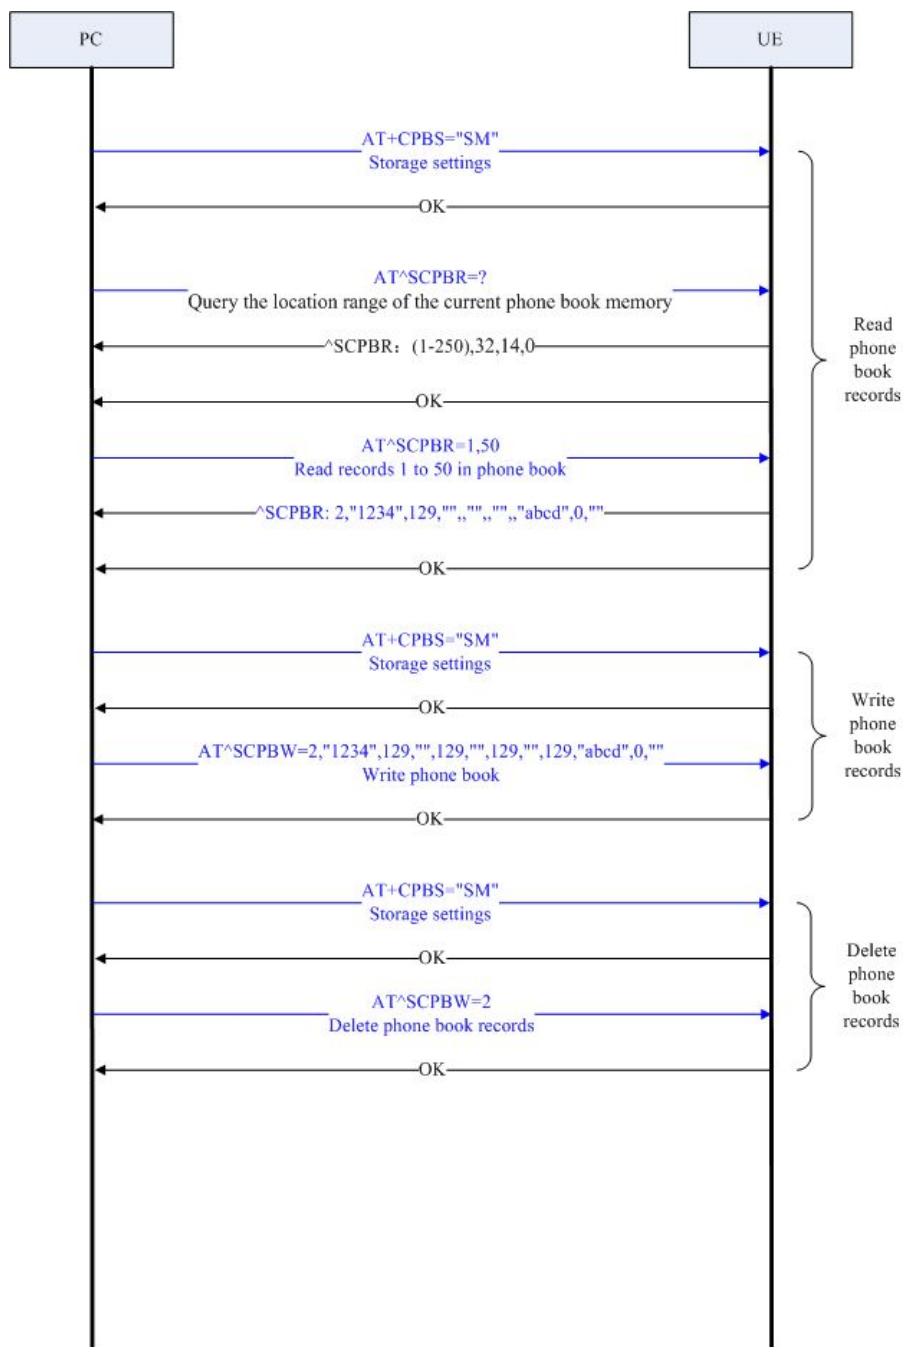 PC
UE
AT+CPBS="SM"
Storage settings
OK
AT^SCPBR=?
Query the location range of the current phone book memory
^SCPBR：(1-250),32,14,0
OK
AT^SCPBR=1,50
Read records 1 to 50 in phone book
^SCPBR: 2,"1234",129,"",,"",,"",,"abcd",0,""
OK
Read
phone
book
records
AT+CPBS="SM"
Storage settings
OK
AT^SCPBW=2,"1234",129,"",129,"",129,"",129,"abcd",0,""
Write phone book
OK
Write
phone
book
records
AT+CPBS="SM"
Storage settings
OK
AT^SCPBW=2
Delete phone book records
OK
Delete
phone
book
records